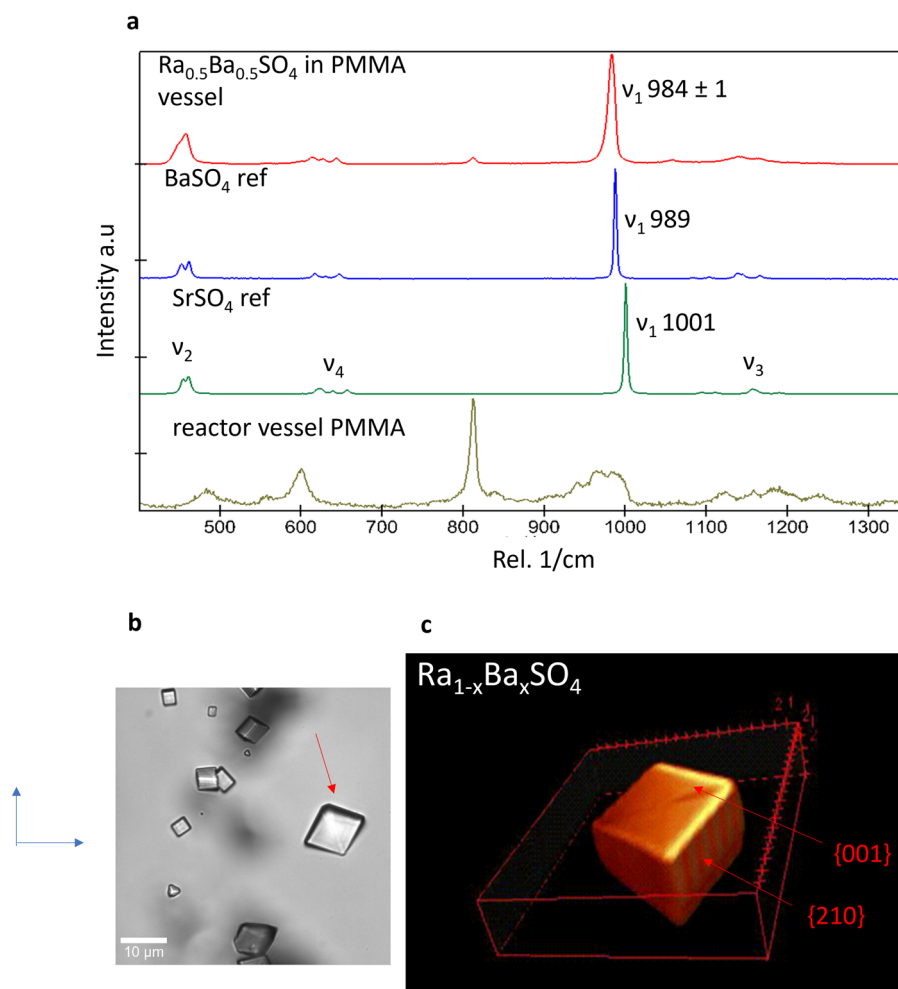 a
Ra₀.₅Ba₀.₅SO₄ in PMMA
vessel
ν₁ 984 ± 1
BaSO₄ ref
ν₁ 989
SrSO₄ ref
ν₁ 1001
ν₂
ν₄
ν₃
reactor vessel PMMA
Intensity a.u
500 600 700 800 900 1000 1100 1200 1300
Rel. 1/cm
b
10 µm
c
Ra₁₋ₓBaₓSO₄
{001}
{210}